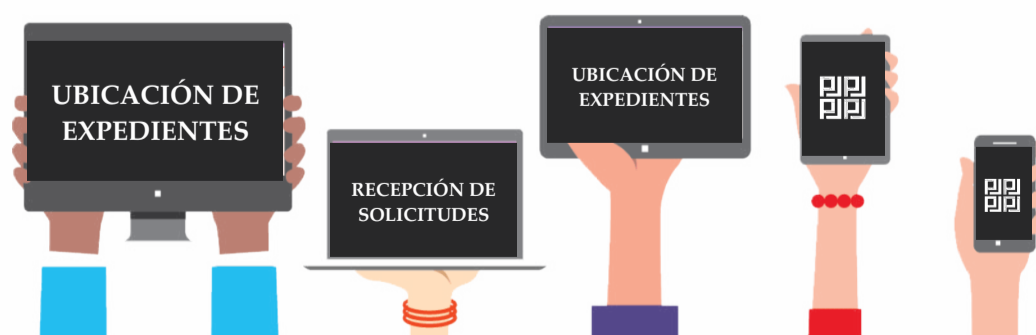 UBICACIÓN DE
EXPEDIENTES
RECEPCIÓN DE
SOLICITUDES
UBICACIÓN DE
EXPEDIENTES